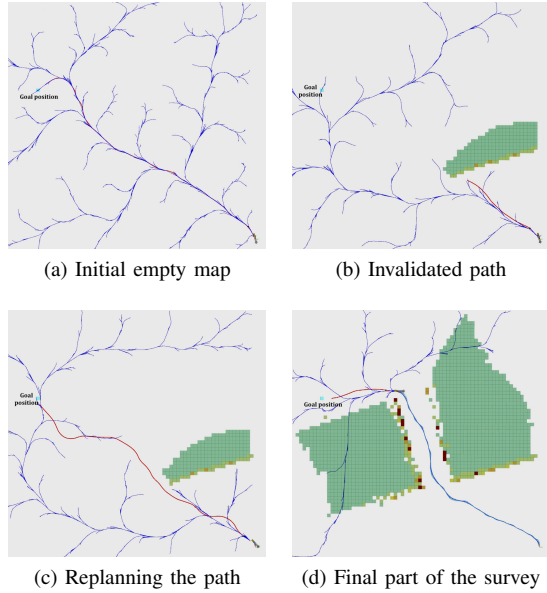 Goal position
(a) Initial empty map
Goal
position
(b) Invalidated path
Goal
position
(c) Replanning the path
Goal position
(d) Final part of the survey